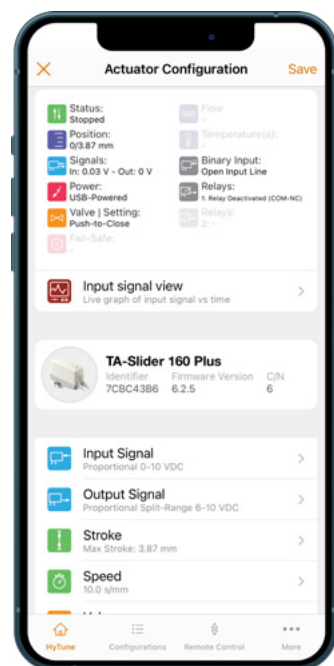 Actuator Configuration
Save
Status:
Stopped
Flow
-
Position:
0/3.87 mm
Temperature(s):
-
Signals:
In: 0.03 V - Out: 0 V
Binary Input:
Open Input Line
Power:
USB-Powered
Relays:
1: Relay Deactivated (COM-NC)
Valve | Setting:
Push-to-Close
Relays:
2: -
Fail-Safe:
-
Input signal view
Live graph of input signal vs time
TA-Slider 160 Plus
Identifier Firmware Version C/N
7CBC43B6 6.2.5 6
Input Signal
Proportional 0-10 VDC
Output Signal
Proportional Split-Range 6-10 VDC
Stroke
Max Stroke: 3.87 mm
Speed
10.0 s/mm
HyTune Configurations Remote Control More